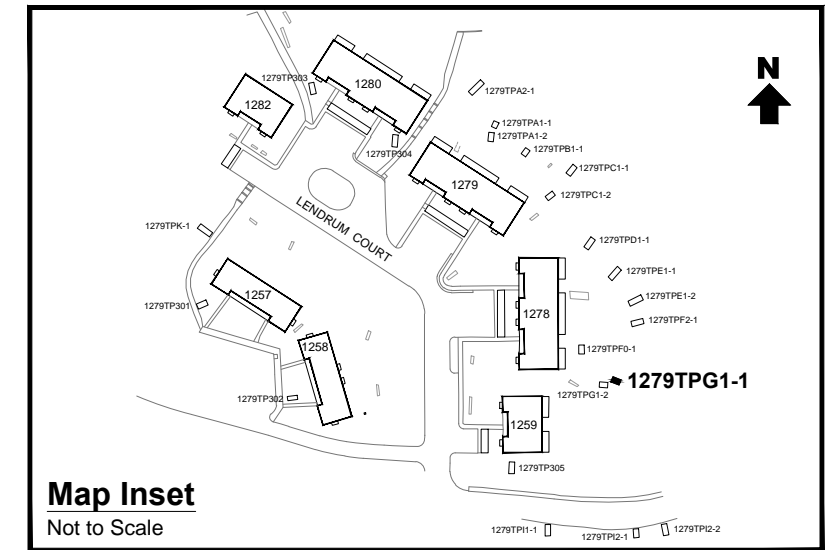 N
1279TP303
1280
1279TPA2-1
1282
1279TPA1-1
1279TPA1-2
1279TP304
1279TPB1-1
1279TPC1-1
1279
1279TPC1-2
LENDRUM COURT
1279TPK-1
1279TPD1-1
1279TPE1-1
1257
1279TPE1-2
1279TP301
1278
1279TPF2-1
1258
1279TPF0-1
1279TPG1-1
1279TPG1-2
1279TP302
1259
1279TP305
Map Inset
Not to Scale
1279TPI1-1
1279TPI2-1
1279TPI2-2